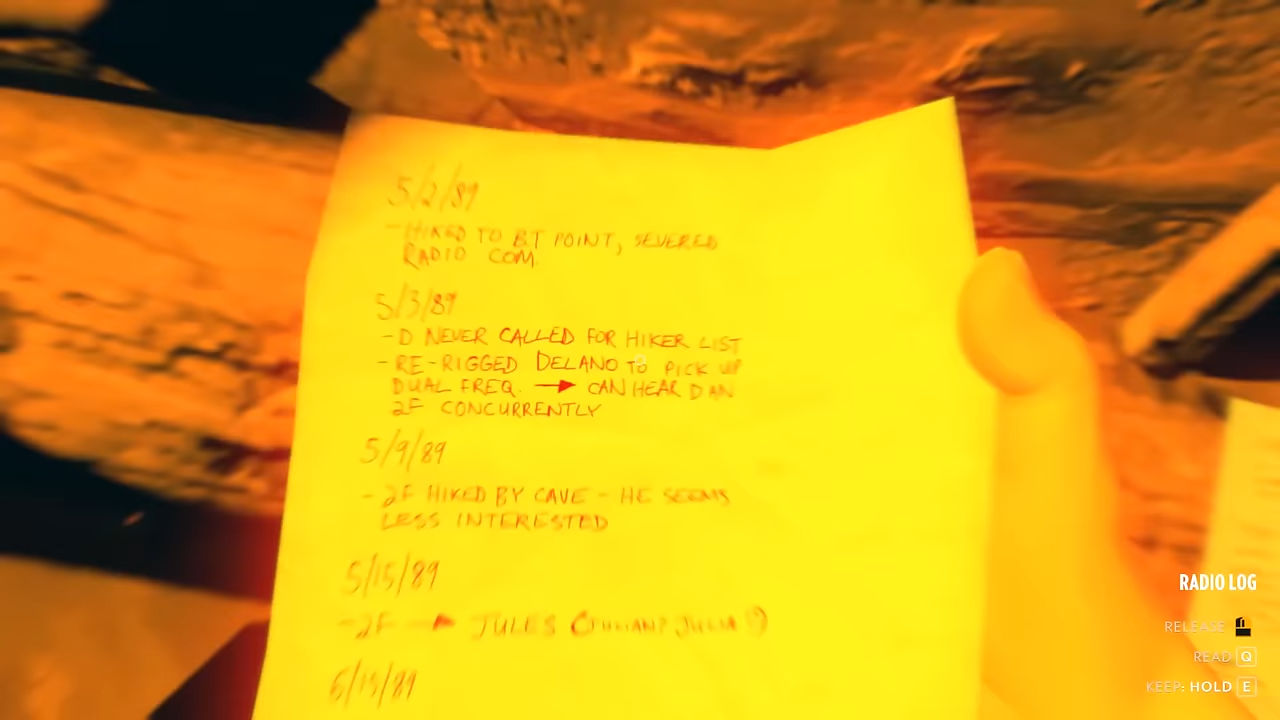 5/2/89
-HIKED TO BT POINT, SEVERED
RADIO COM.
5/3/89
-D NEVER CALLED FOR HIKER LIST
-RE-RIGGED DELANO TO PICK UP
DUAL FREQ. → CAN HEAR D AN
2F CONCURRENTLY
5/9/89
-2F HIKED BY CAVE - HE SEEMS
LESS INTERESTED
5/15/89
-2F → JULES (JULIAN? JULIA?)
6/15/89
RADIO LOG
RELEASE
READ Q
KEEP: HOLD E